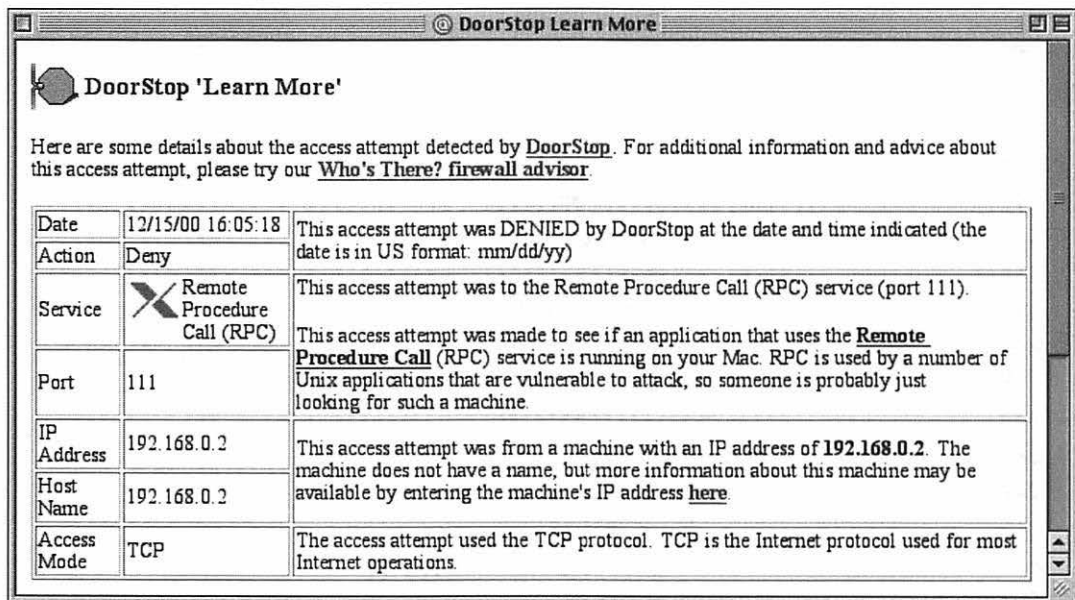 DoorStop Learn More
DoorStop 'Learn More'
Here are some details about the access attempt detected by DoorStop. For additional information and advice about
this access attempt, please try our Who's There? firewall advisor.
Date
12/15/00 16:05:18
This access attempt was DENIED by DoorStop at the date and time indicated (the
date is in US format: mm/dd/yy)
Action
Deny
Service
Remote
Procedure
Call (RPC)
This access attempt was to the Remote Procedure Call (RPC) service (port 111).
This access attempt was made to see if an application that uses the Remote
Procedure Call (RPC) service is running on your Mac. RPC is used by a number of
Unix applications that are vulnerable to attack, so someone is probably just
looking for such a machine.
Port
111
IP
Address
192.168.0.2
This access attempt was from a machine with an IP address of 192.168.0.2. The
machine does not have a name, but more information about this machine may be
available by entering the machine's IP address here.
Host
Name
192.168.0.2
Access
Mode
TCP
The access attempt used the TCP protocol. TCP is the Internet protocol used for most
Internet operations.